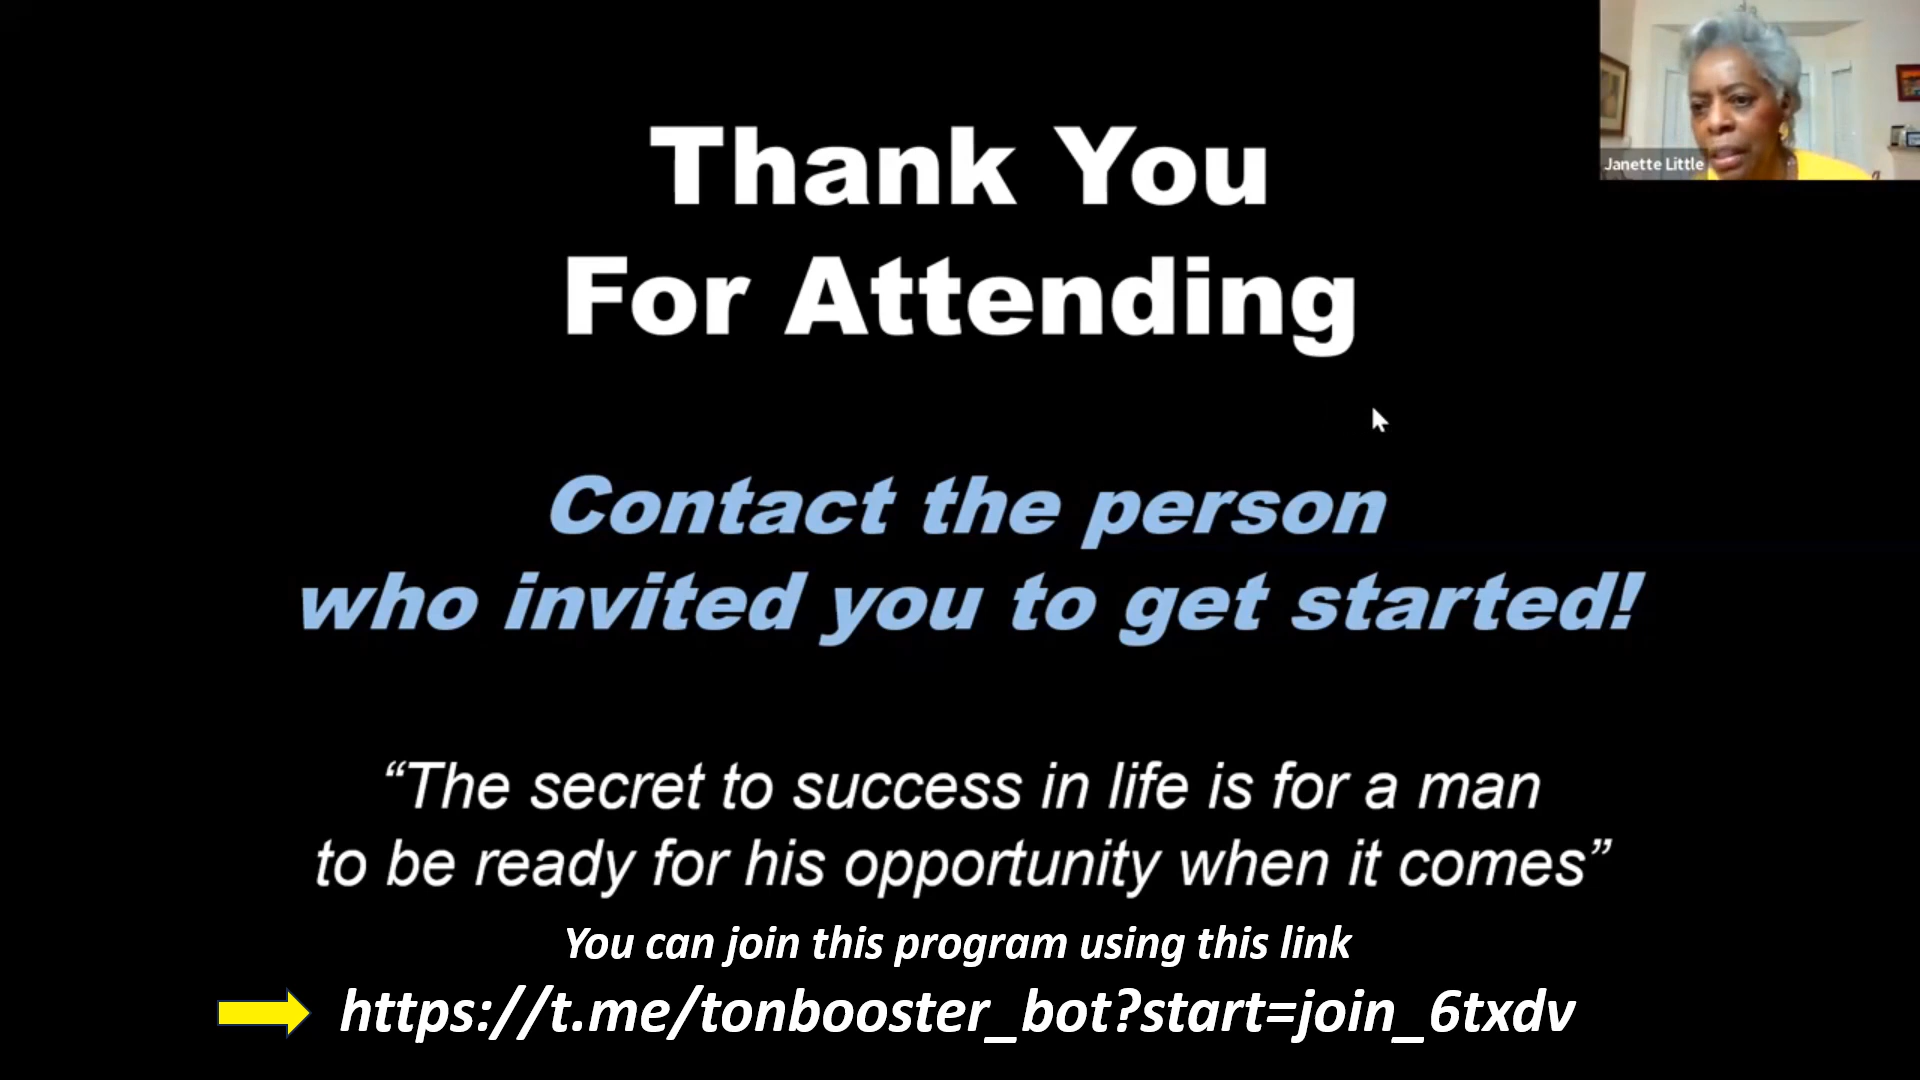 Thank You
For Attending
Janette Little
Contact the person
who invited you to get started!
“The secret to success in life is for a man
to be ready for his opportunity when it comes”
You can join this program using this link
https://t.me/tonbooster_bot?start=join_6txdv